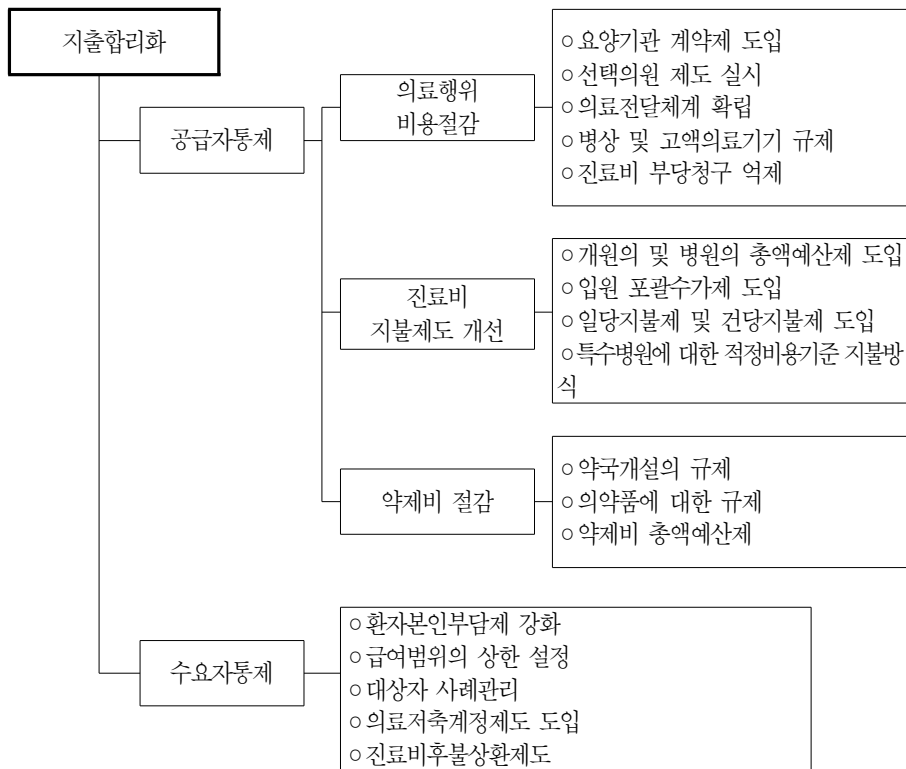 지출합리화
공급자통제
의료행위
비용절감
○요양기관 계약제 도입
○선택의원 제도 실시
○의료전달체계 확립
○병상 및 고액의료기기 규제
○진료비 부당청구 억제
진료비
지불제도 개선
○개원의 및 병원의 총액예산제 도입
○입원 포괄수가제 도입
○일당지불제 및 건당지불제 도입
○특수병원에 대한 적정비용기준 지불방
식
약제비 절감
○약국개설의 규제
○의약품에 대한 규제
○약제비 총액예산제
수요자통제
○환자본인부담제 강화
○급여범위의 상한 설정
○대상자 사례관리
○의료저축계정제도 도입
○진료비후불상환제도